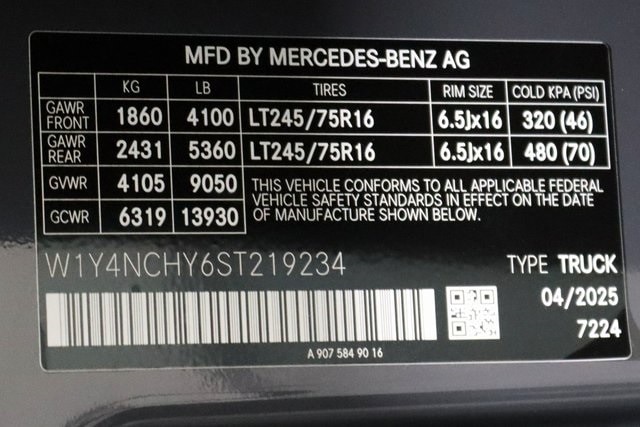 MFD BY MERCEDES-BENZ AG
KG LB TIRES RIM SIZE COLD KPA (PSI)
GAWR FRONT 1860 4100 LT245/75R16 6.5Jx16 320 (46)
GAWR REAR 2431 5360 LT245/75R16 6.5Jx16 480 (70)
GVWR 4105 9050
GCWR 6319 13930
THIS VEHICLE CONFORMS TO ALL APPLICABLE FEDERAL
VEHICLE SAFETY STANDARDS IN EFFECT ON THE DATE
OF MANUFACTURE SHOWN BELOW.
W1Y4NCHY6ST219234 TYPE TRUCK
04/2025
7224
A 907 584 90 16